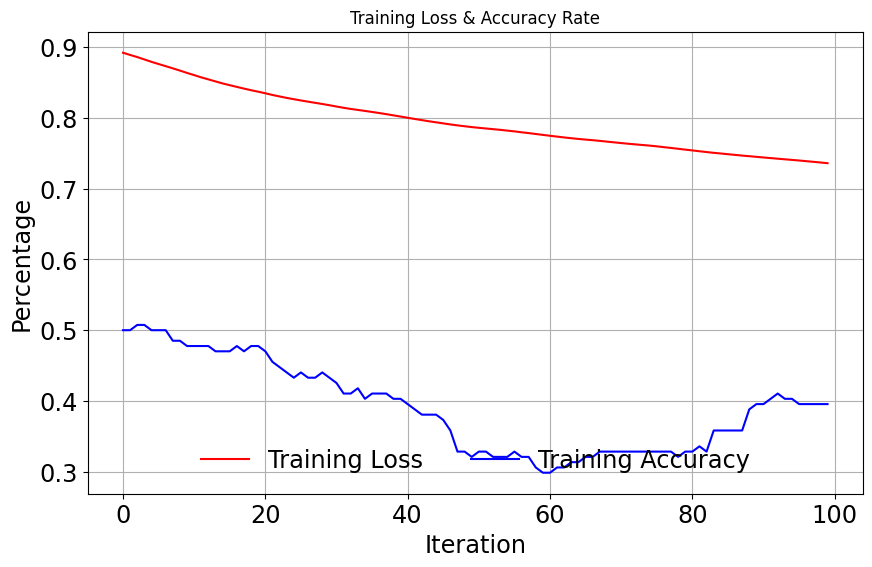 Training Loss & Accuracy Rate
0.9
0.8
0.7
0.6
0.5
0.4
0.3
Percentage
Training Loss Training Accuracy
0 20 40 60 80 100
Iteration